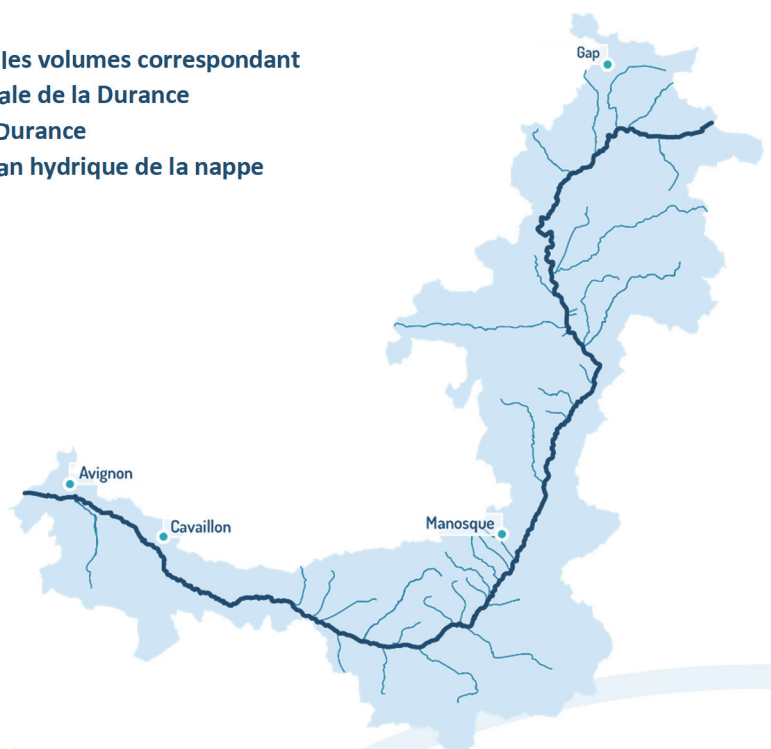 les volumes correspondant
ale de la Durance
Durance
an hydrique de la nappe
Gap
Avignon
Cavaillon
Manosque